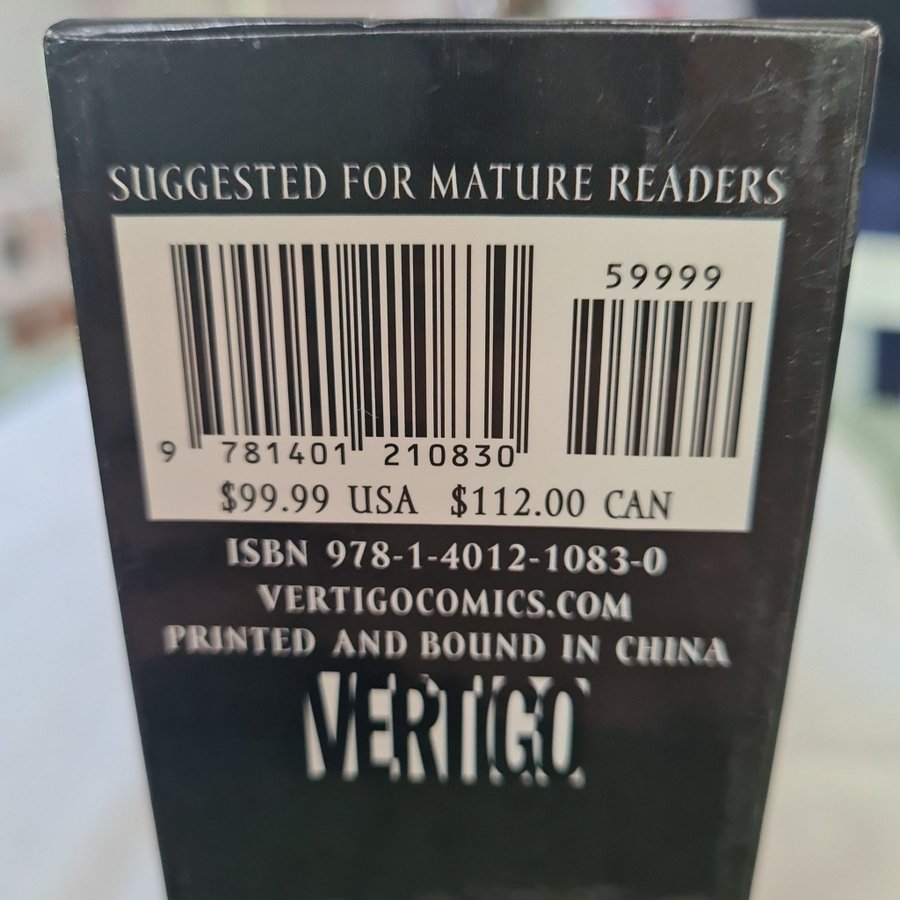 SUGGESTED FOR MATURE READERS
59999
9 781401 210830
$99.99 USA $112.00 CAN
ISBN 978-1-4012-1083-0
VERTIGOCOMICS.COM
PRINTED AND BOUND IN CHINA
VERTIGO